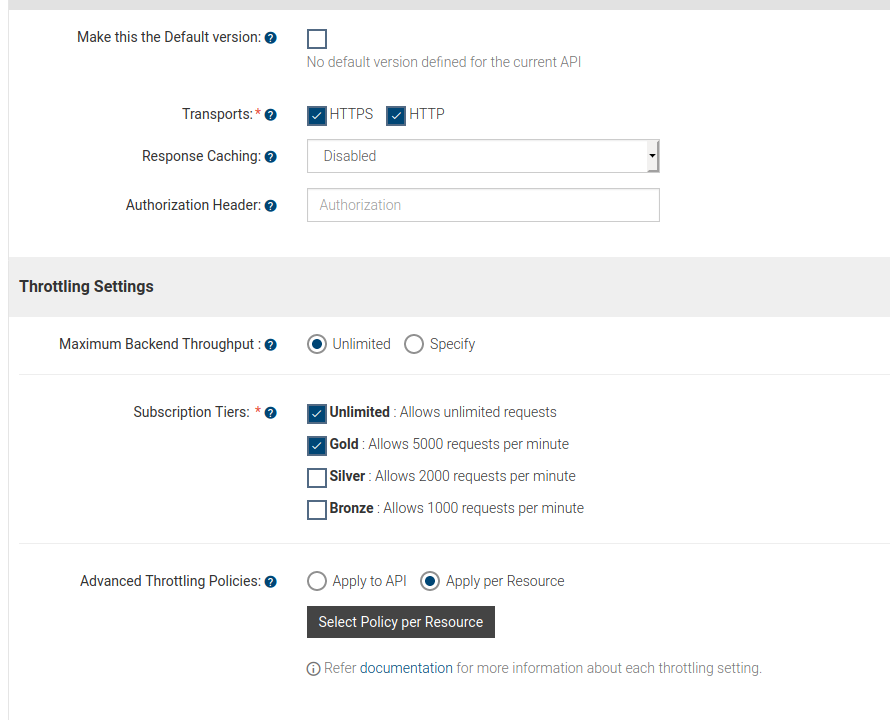 Make this the Default version:
No default version defined for the current API
Transports:* HTTPS HTTP
Response Caching: Disabled
Authorization Header: Authorization
Throttling Settings
Maximum Backend Throughput : Unlimited Specify
Subscription Tiers: * Unlimited : Allows unlimited requests
Gold : Allows 5000 requests per minute
Silver : Allows 2000 requests per minute
Bronze : Allows 1000 requests per minute
Advanced Throttling Policies: Apply to API Apply per Resource
Select Policy per Resource
Refer documentation for more information about each throttling setting.